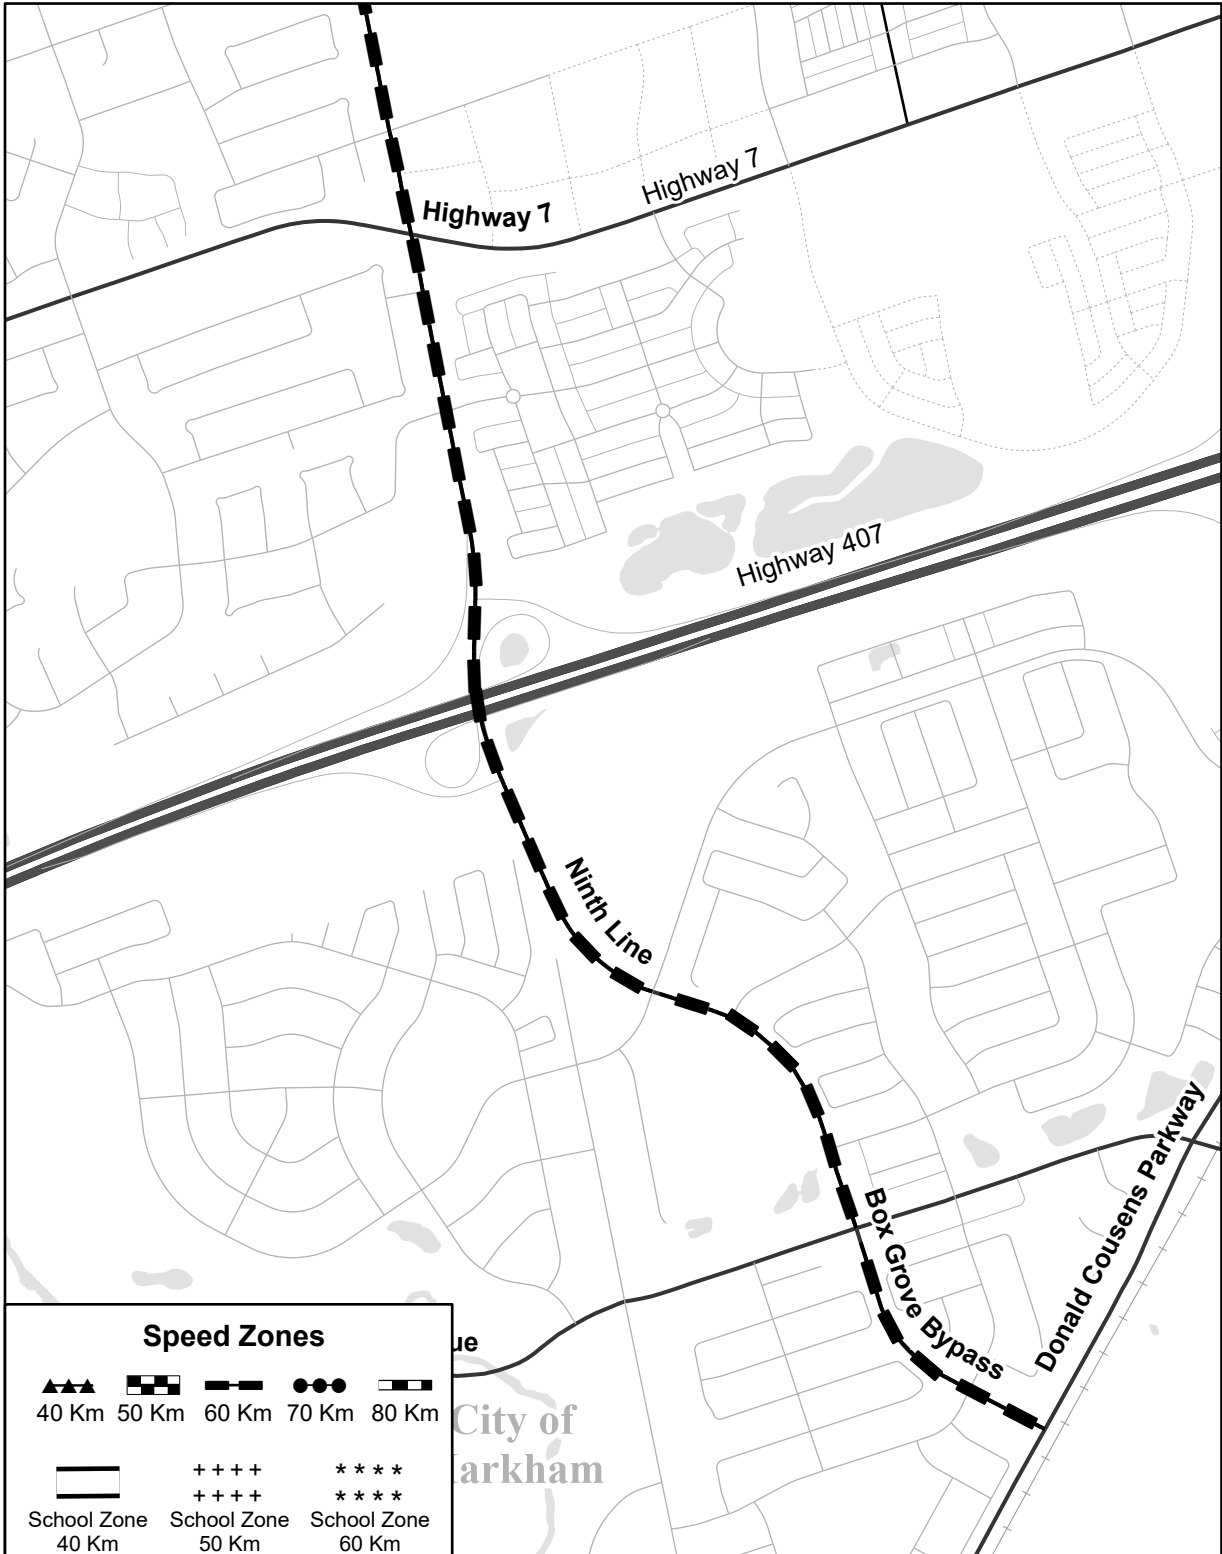 Highway 7
Highway 7
Highway 407
Ninth Line
Donald Cousens Parkway
Box Grove Bypass
City of
Speed Zones
40 Km 50 Km 60 Km 70 Km 80 Km
School Zone School Zone School Zone
40 Km 50 Km 60 Km